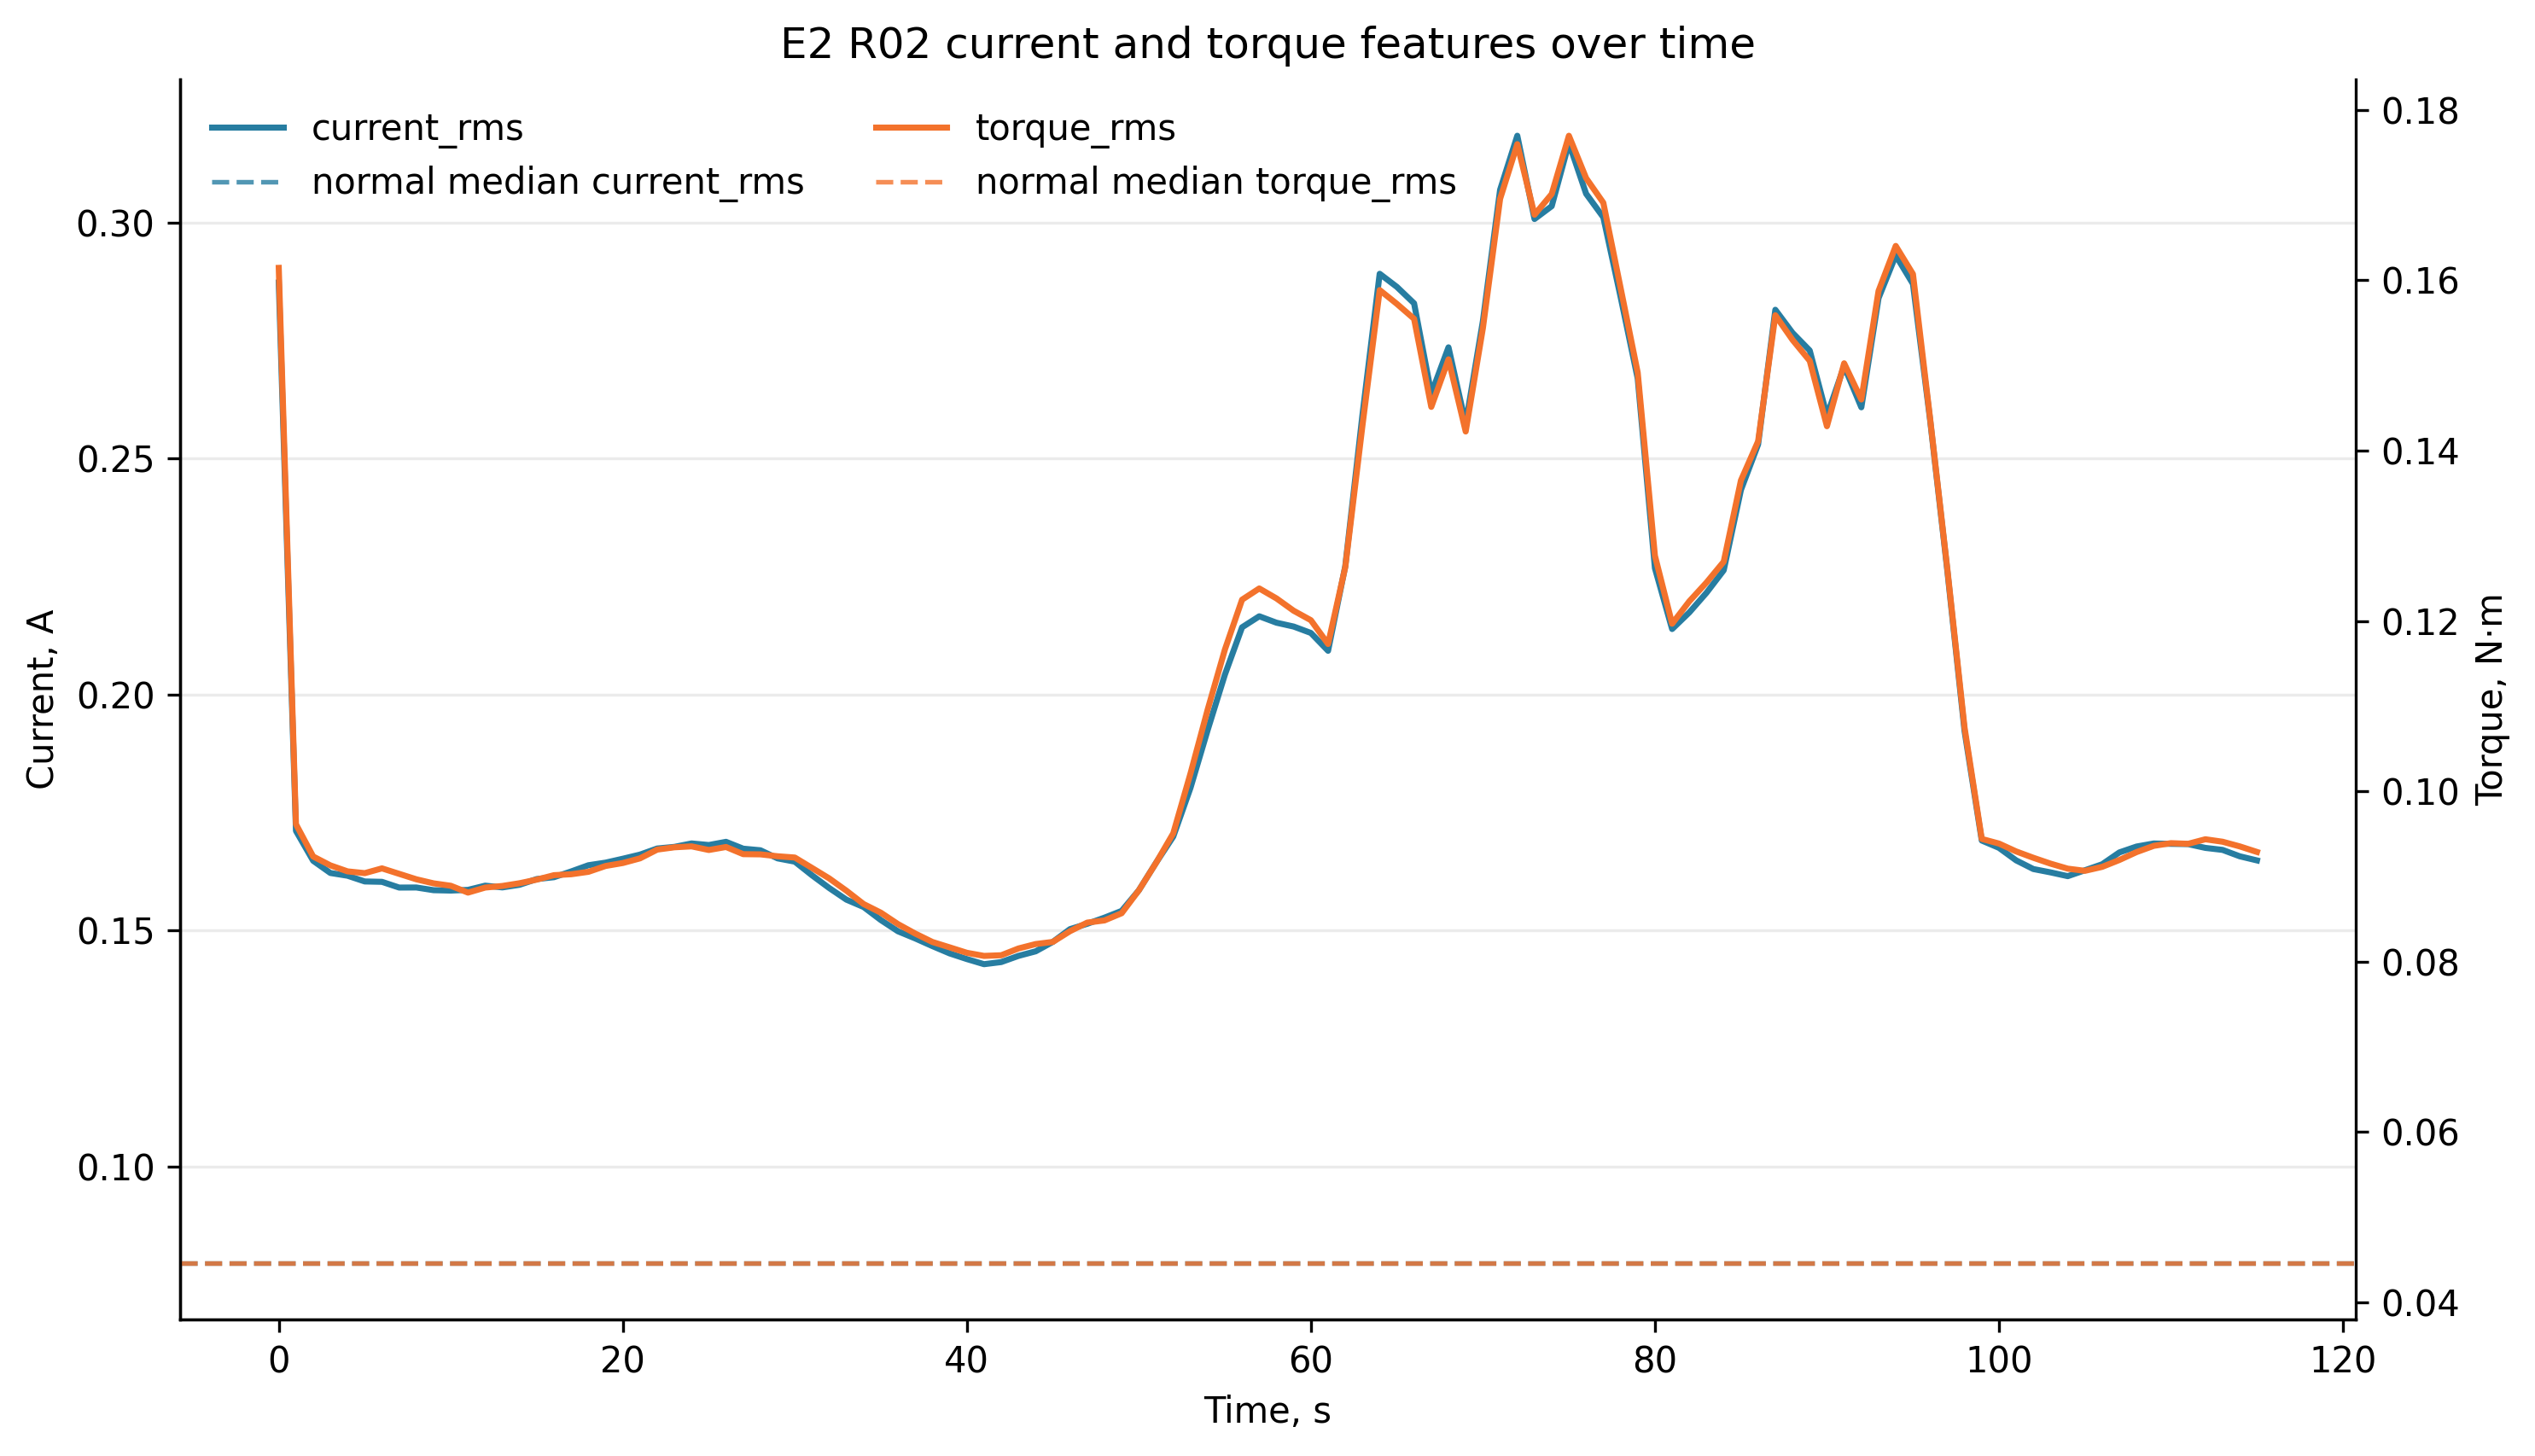 E2 R02 current and torque features over time
current_rms
normal median current_rms
torque_rms
normal median torque_rms
Current, A
0.30
0.25
0.20
0.15
0.10
0.18
0.16
0.14
0.12
0.10
0.08
0.06
0.04
Torque, N·m
0 20 40 60 80 100 120
Time, s